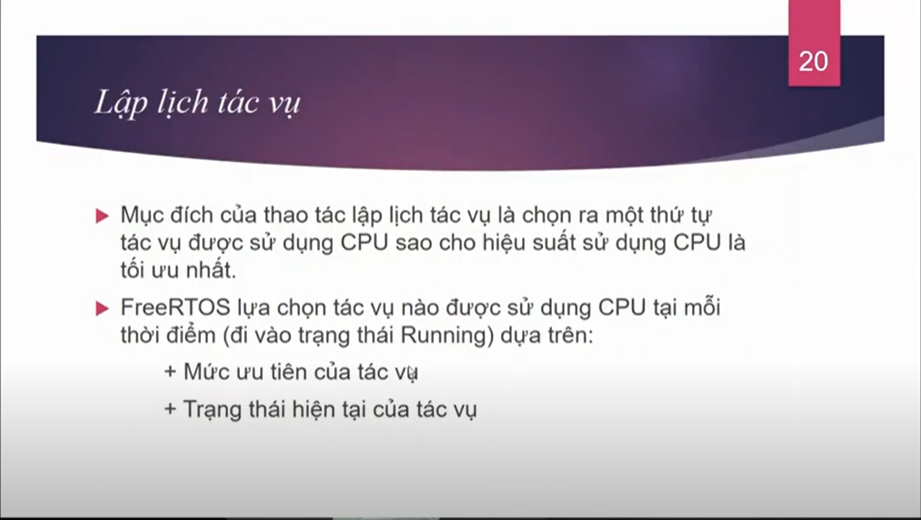 20
Lập lịch tác vụ
Mục đích của thao tác lập lịch tác vụ là chọn ra một thứ tự
tác vụ được sử dụng CPU sao cho hiệu suất sử dụng CPU là
tối ưu nhất.
FreeRTOS lựa chọn tác vụ nào được sử dụng CPU tại mỗi
thời điểm (đi vào trạng thái Running) dựa trên:
+ Mức ưu tiên của tác vụ
+ Trạng thái hiện tại của tác vụ